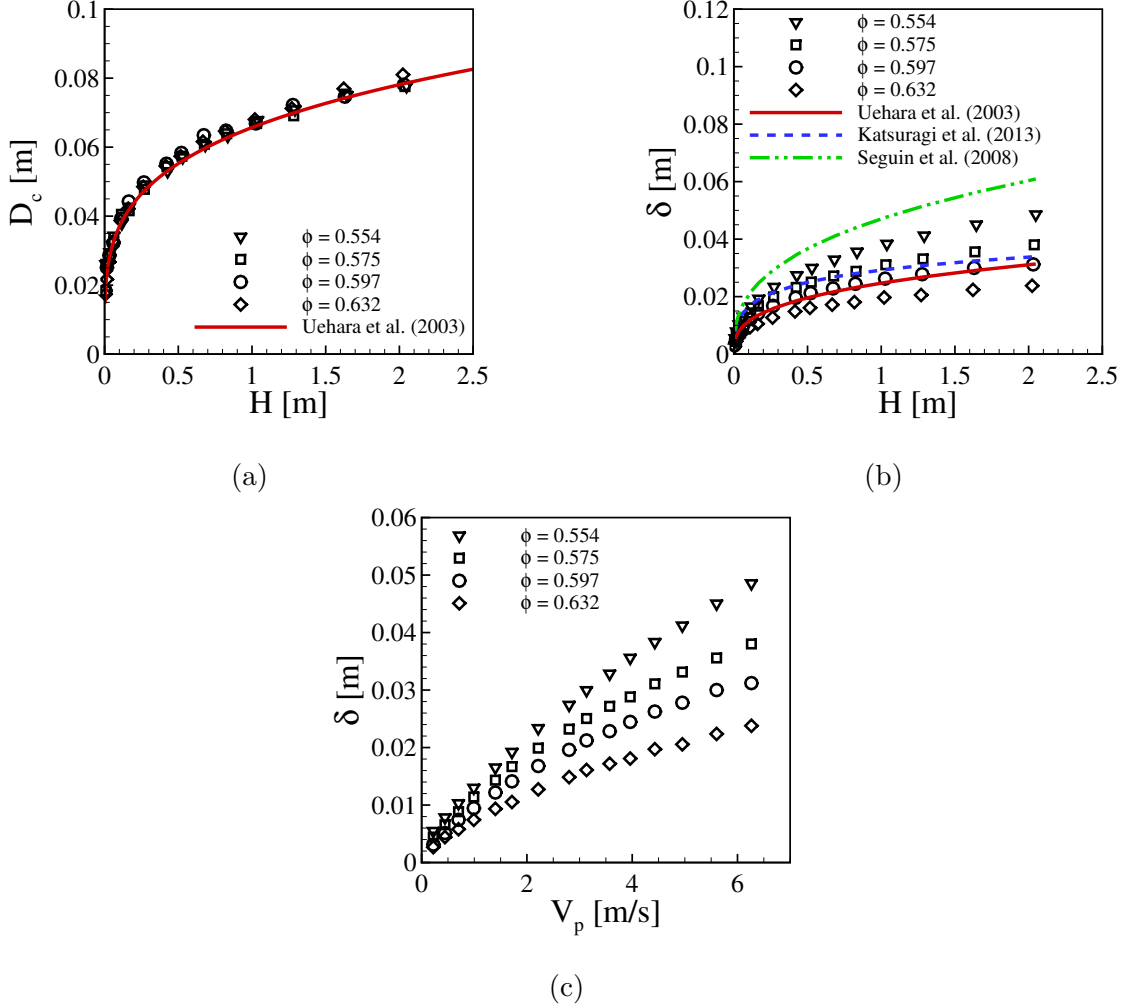 0.1
0.08
0.06
0.04
0.02
0
D_c [m]
0 0.5 1 1.5 2 2.5
H [m]
ϕ = 0.554
ϕ = 0.575
ϕ = 0.597
ϕ = 0.632
Uehara et al. (2003)
(a)
0.12
0.1
0.08
0.06
0.04
0.02
0
δ [m]
0 0.5 1 1.5 2 2.5
H [m]
ϕ = 0.554
ϕ = 0.575
ϕ = 0.597
ϕ = 0.632
Uehara et al. (2003)
Katsuragi et al. (2013)
Seguin et al. (2008)
(b)
0.06
0.05
0.04
0.03
0.02
0.01
0
δ [m]
0 2 4 6
V_p [m/s]
ϕ = 0.554
ϕ = 0.575
ϕ = 0.597
ϕ = 0.632
(c)